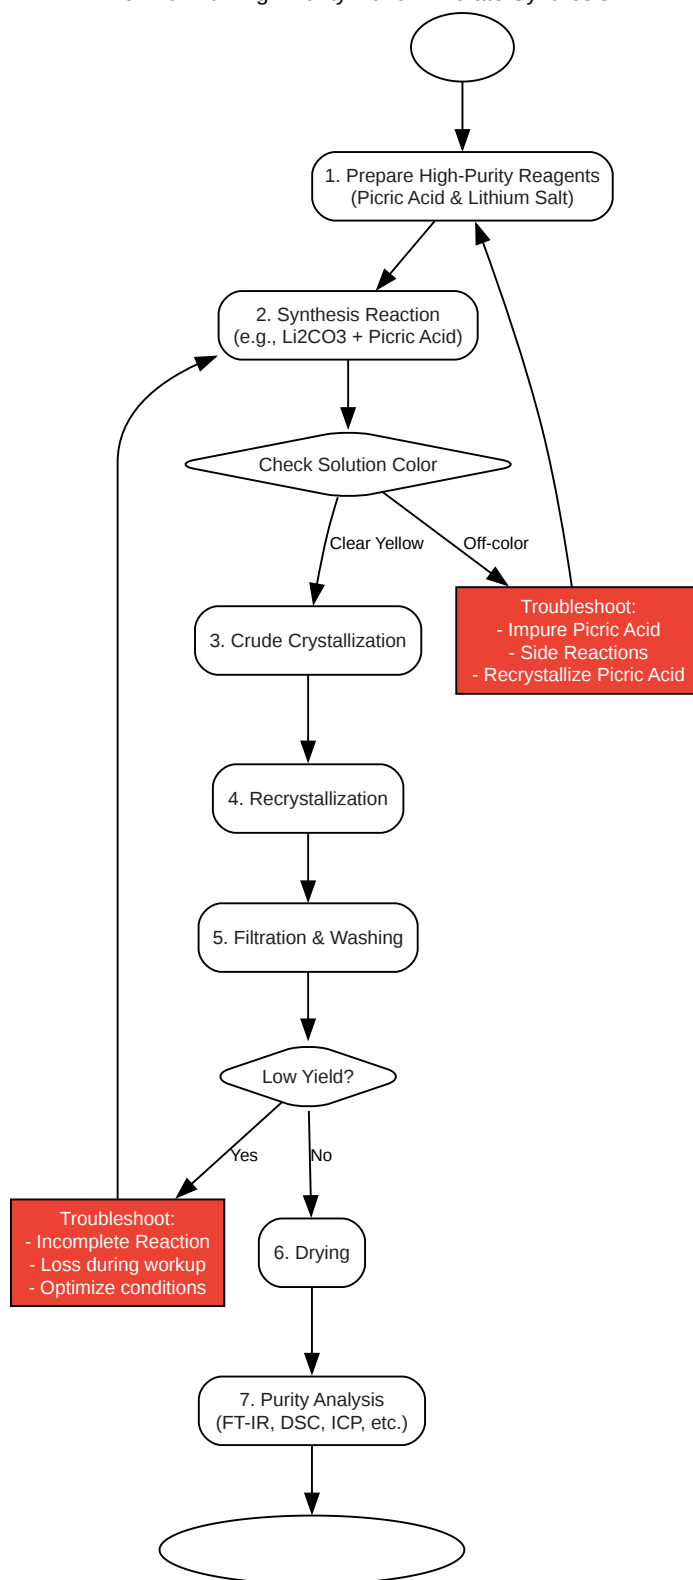 1. Prepare High-Purity Reagents
(Picric Acid & Lithium Salt)
2. Synthesis Reaction
(e.g., Li2CO3 + Picric Acid)
Check Solution Color
Clear Yellow
Off-color
Troubleshoot:
- Impure Picric Acid
- Side Reactions
- Recrystallize Picric Acid
3. Crude Crystallization
4. Recrystallization
5. Filtration & Washing
Low Yield?
Yes
No
Troubleshoot:
- Incomplete Reaction
- Loss during workup
- Optimize conditions
6. Drying
7. Purity Analysis
(FT-IR, DSC, ICP, etc.)